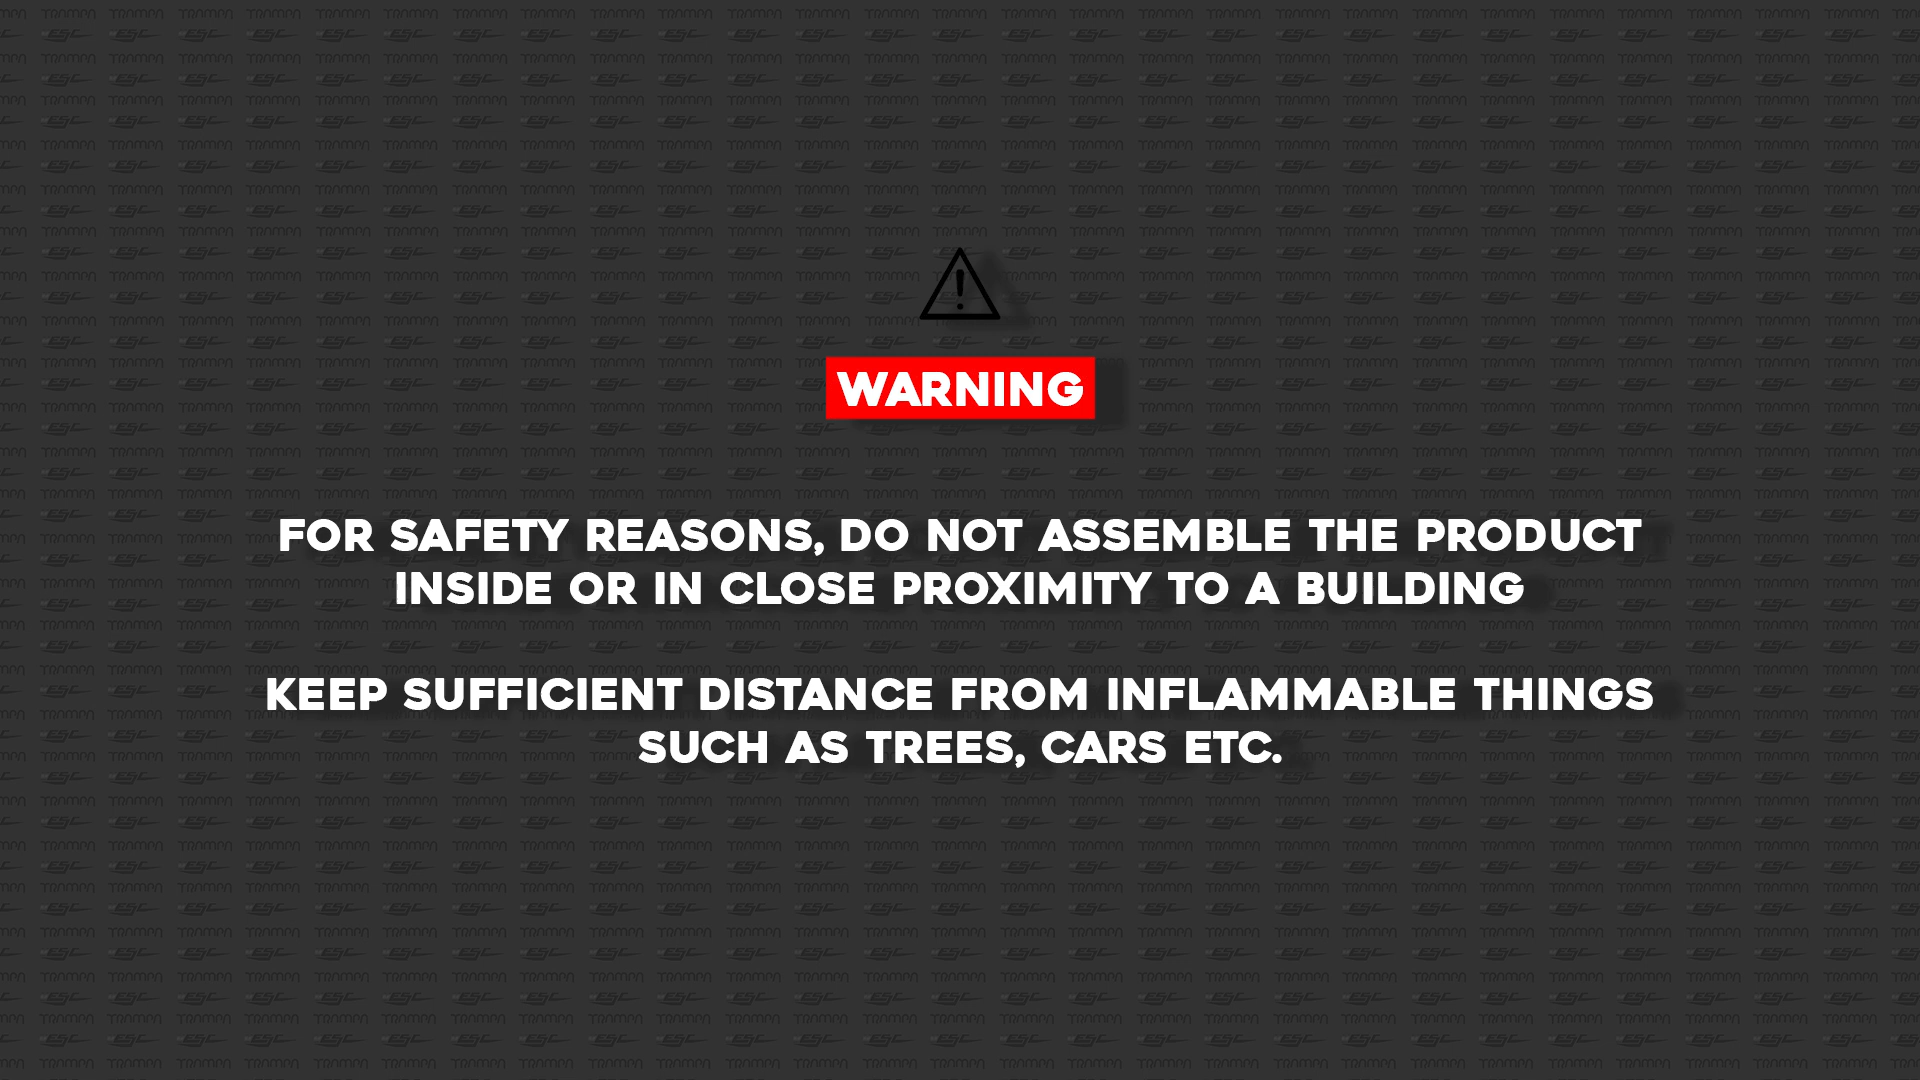 WARNING
FOR SAFETY REASONS, DO NOT ASSEMBLE THE PRODUCT
INSIDE OR IN CLOSE PROXIMITY TO A BUILDING
KEEP SUFFICIENT DISTANCE FROM INFLAMMABLE THINGS
SUCH AS TREES, CARS ETC.